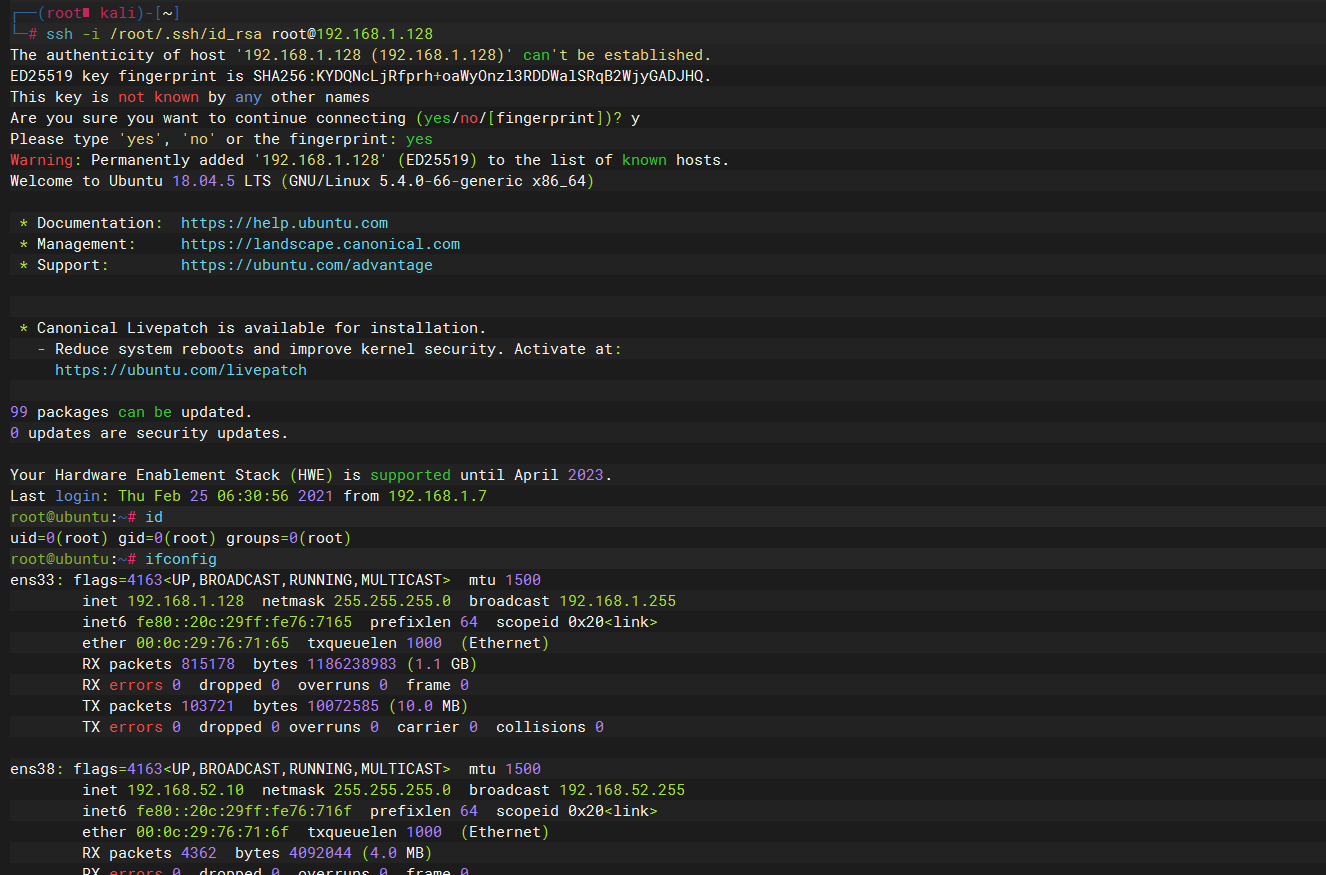 ┌──(root㉿ kali)-[~]
└─# ssh -i /root/.ssh/id_rsa root@192.168.1.128
The authenticity of host '192.168.1.128 (192.168.1.128)' can't be established.
ED25519 key fingerprint is SHA256:KYDQNcLjRfprh+oaWyOnzl3RDDWalSRqB2WjyGADJHQ.
This key is not known by any other names
Are you sure you want to continue connecting (yes/no/[fingerprint])? y
Please type 'yes', 'no' or the fingerprint: yes
Warning: Permanently added '192.168.1.128' (ED25519) to the list of known hosts.
Welcome to Ubuntu 18.04.5 LTS (GNU/Linux 5.4.0-66-generic x86_64)
* Documentation: https://help.ubuntu.com
* Management: https://landscape.canonical.com
* Support: https://ubuntu.com/advantage
* Canonical Livepatch is available for installation.
- Reduce system reboots and improve kernel security. Activate at:
https://ubuntu.com/livepatch
99 packages can be updated.
0 updates are security updates.
Your Hardware Enablement Stack (HWE) is supported until April 2023.
Last login: Thu Feb 25 06:30:56 2021 from 192.168.1.7
root@ubuntu:~# id
uid=0(root) gid=0(root) groups=0(root)
root@ubuntu:~# ifconfig
ens33: flags=4163<UP,BROADCAST,RUNNING,MULTICAST> mtu 1500
inet 192.168.1.128 netmask 255.255.255.0 broadcast 192.168.1.255
inet6 fe80::20c:29ff:fe76:7165 prefixlen 64 scopeid 0x20<link>
ether 00:0c:29:76:71:65 txqueuelen 1000 (Ethernet)
RX packets 815178 bytes 1186238983 (1.1 GB)
RX errors 0 dropped 0 overruns 0 frame 0
TX packets 103721 bytes 10072585 (10.0 MB)
TX errors 0 dropped 0 overruns 0 carrier 0 collisions 0
ens38: flags=4163<UP,BROADCAST,RUNNING,MULTICAST> mtu 1500
inet 192.168.52.10 netmask 255.255.255.0 broadcast 192.168.52.255
inet6 fe80::20c:29ff:fe76:716f prefixlen 64 scopeid 0x20<link>
ether 00:0c:29:76:71:6f txqueuelen 1000 (Ethernet)
RX packets 4362 bytes 4092044 (4.0 MB)
RX errors 0 dropped 0 overruns 0 frame 0